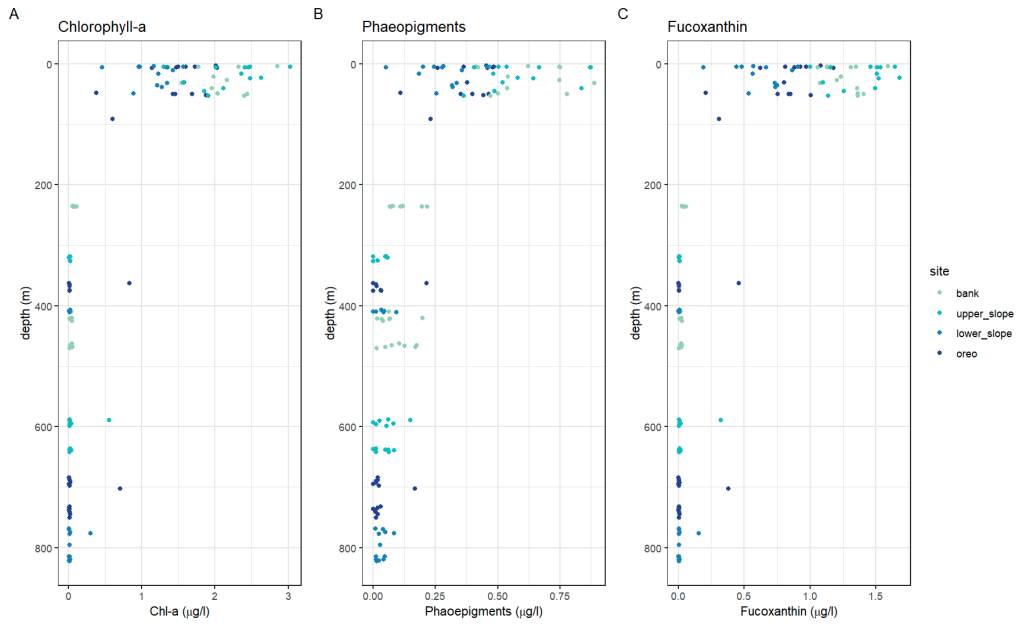 A
Chlorophyll-a
depth (m)
0
200
400
600
800
0
1
2
3
Chl-a (μg/l)
B
Phaeopigments
depth (m)
0
200
400
600
800
0.00
0.25
0.50
0.75
Phaoepigments (μg/l)
C
Fucoxanthin
depth (m)
0
200
400
600
800
0.0
0.5
1.0
1.5
Fucoxanthin (μg/l)
site
bank
upper_slope
lower_slope
oreo